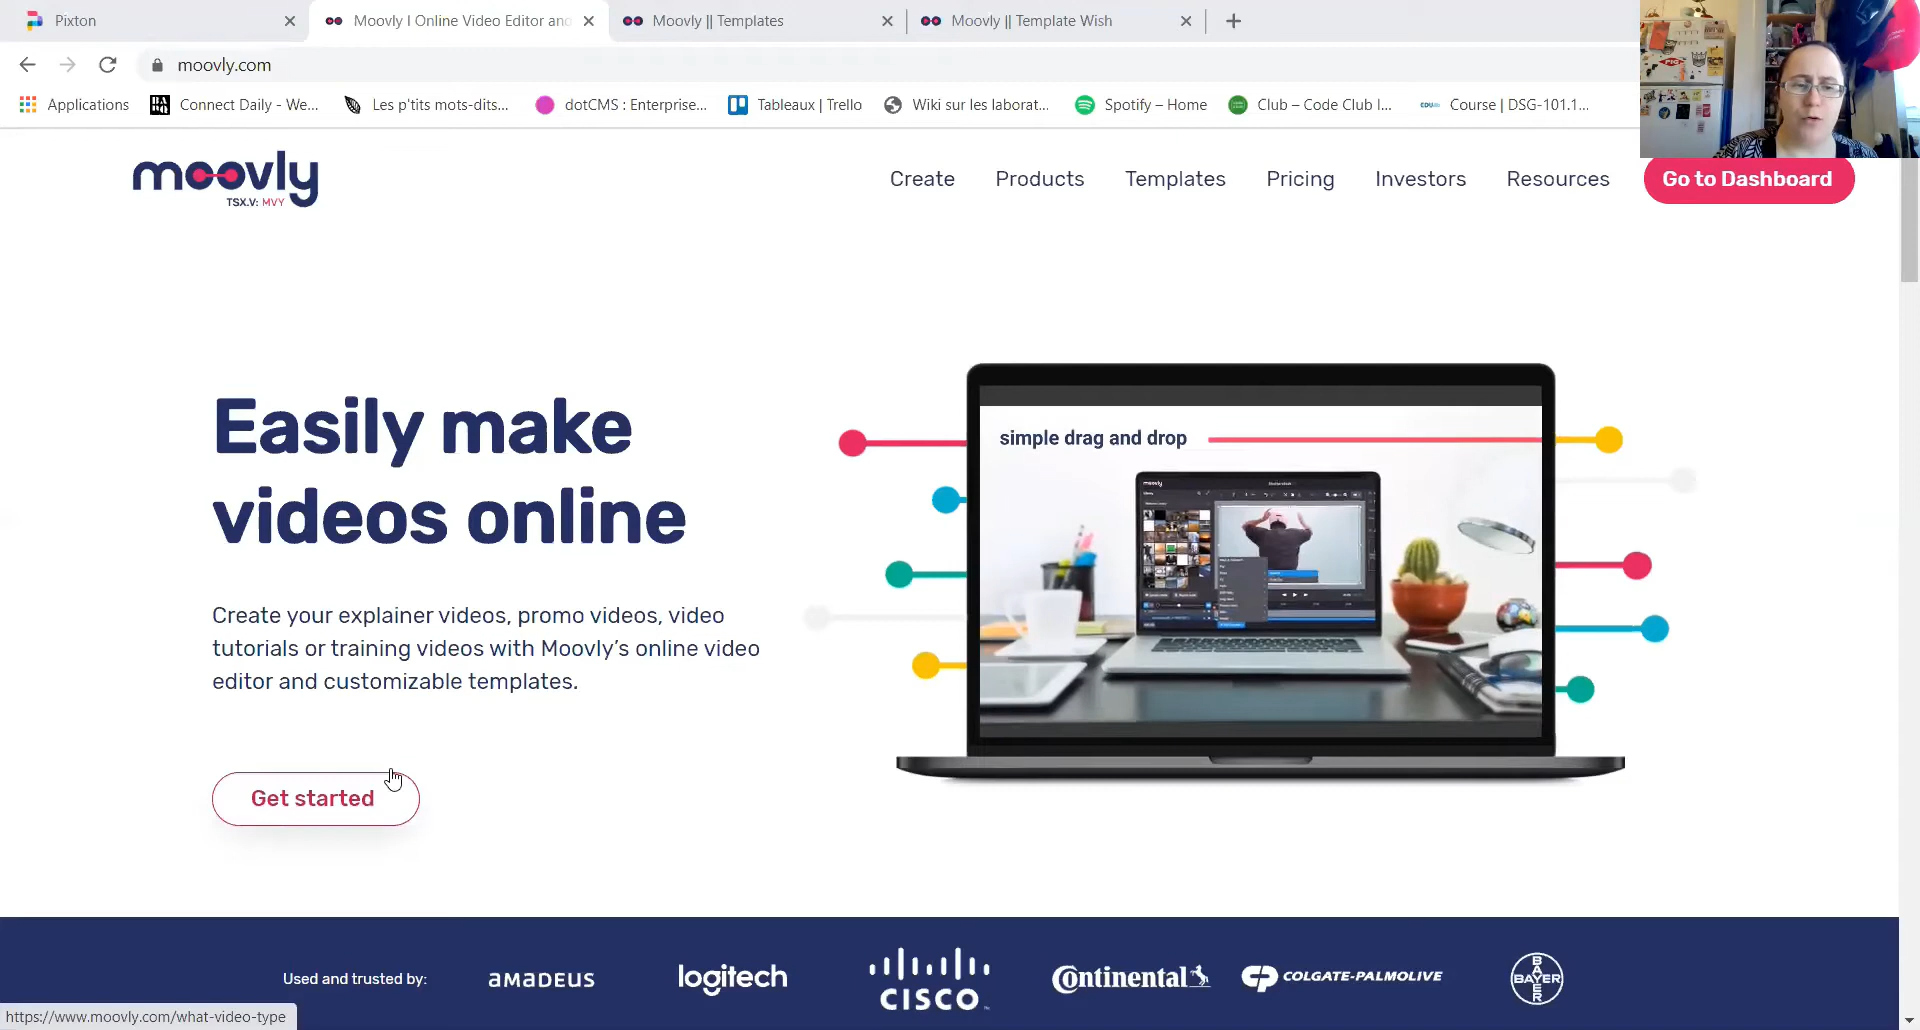 Pixton
Moovly I Online Video Editor and
Moovly || Templates
Moovly || Template Wish
moovly.com
Applications
Connect Daily - We...
Les p'tits mots-dits...
dotCMS : Enterprise...
Tableaux | Trello
Wiki sur les laborat...
Spotify – Home
Club – Code Club I...
Course | DSG-101.1...
moovly
TSX.V: MVY
Create
Products
Templates
Pricing
Investors
Resources
Go to Dashboard
Easily make
videos online
simple drag and drop
moovly
Create your explainer videos, promo videos, video
tutorials or training videos with Moovly's online video
editor and customizable templates.
Get started
Used and trusted by:
amadeus
logitech
CISCO
Continental
CP COLGATE-PALMOLIVE
BAYER
BAYER
https://www.moovly.com/what-video-type